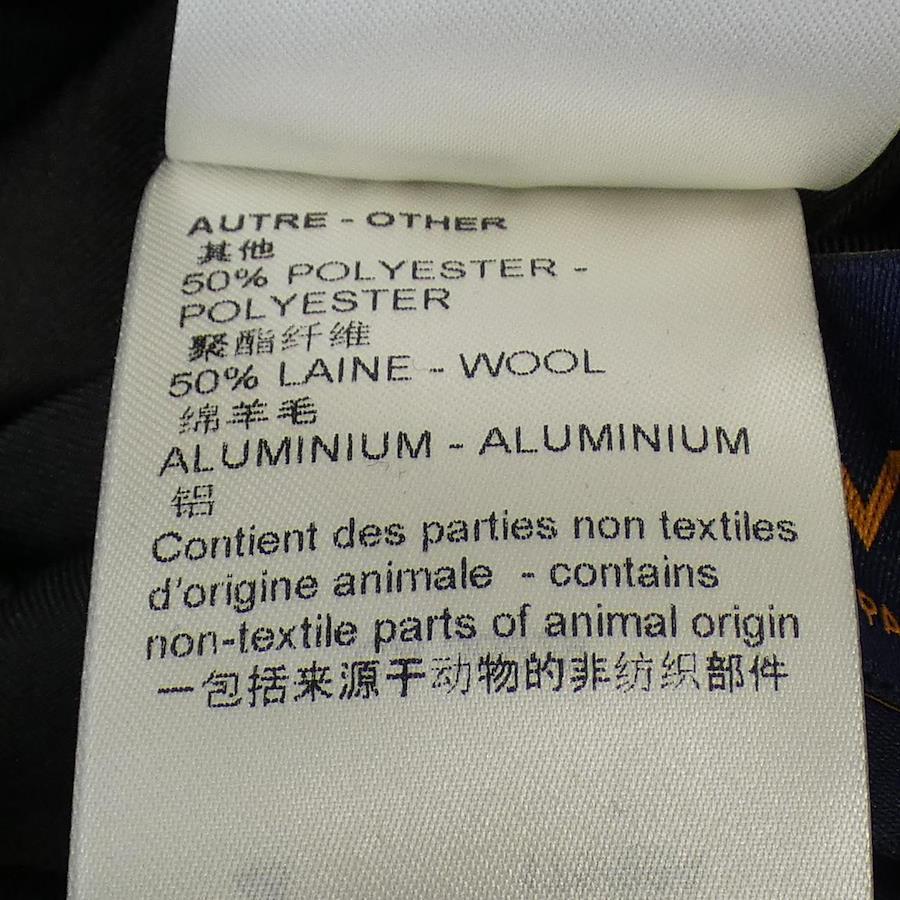 AUTRE - OTHER
其他
50% POLYESTER -
POLYESTER
聚酯纤维
50% LAINE - WOOL
绵羊毛
ALUMINIUM - ALUMINIUM
铝
Contient des parties non textiles
d'origine animale - contains
non-textile parts of animal origin
一包括来源于动物的非纺织部件